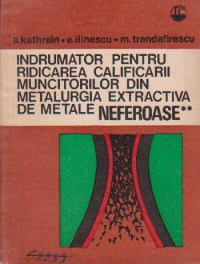 a.kathrein • e.ilinescu • m.trandafirescu
INDRUMATOR PENTRU
RIDICAREA CALIFICARII
MUNCITORILOR DIN
METALURGIA EXTRACTIVA
DE METALE NEFEROASE**